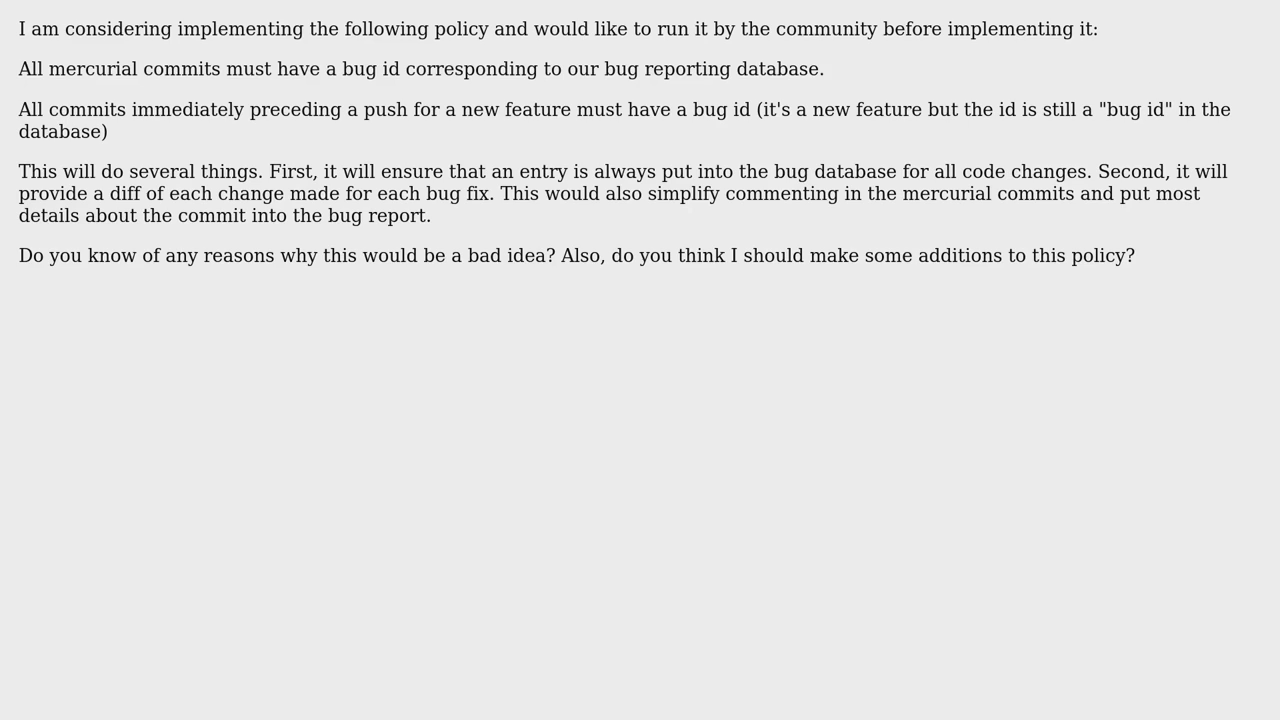 I am considering implementing the following policy and would like to run it by the community before implementing it:
All mercurial commits must have a bug id corresponding to our bug reporting database.
All commits immediately preceding a push for a new feature must have a bug id (it's a new feature but the id is still a "bug id" in the
database)
This will do several things. First, it will ensure that an entry is always put into the bug database for all code changes. Second, it will
provide a diff of each change made for each bug fix. This would also simplify commenting in the mercurial commits and put most
details about the commit into the bug report.
Do you know of any reasons why this would be a bad idea? Also, do you think I should make some additions to this policy?